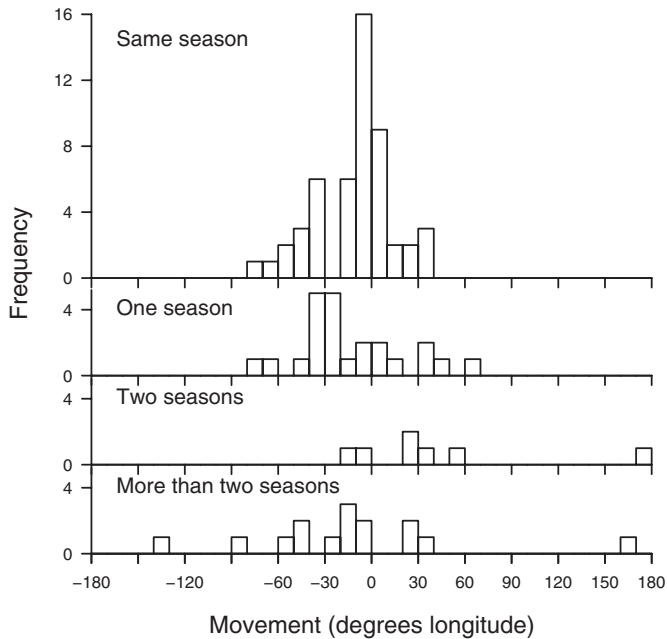 16
Same season
12
8
4
0
Frequency
One season
4
0
Two seasons
4
0
More than two seasons
4
0
−180 −120 −60 −30 0 30 60 90 120 150 180
Movement (degrees longitude)